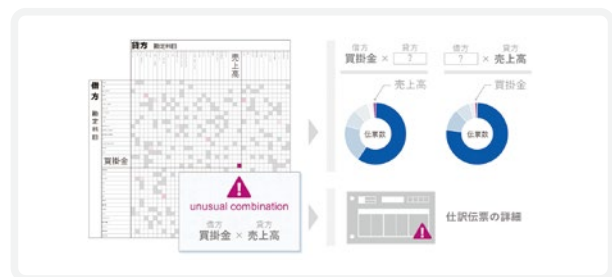 貸方 勘定科目
売上高
借方 勘定科目
買掛金
unusual combination
借方 貸方
買掛金 × 売上高
借方 貸方
買掛金 × ?
売上高
伝票数
借方 貸方
? × 売上高
買掛金
伝票数
仕訳伝票の詳細